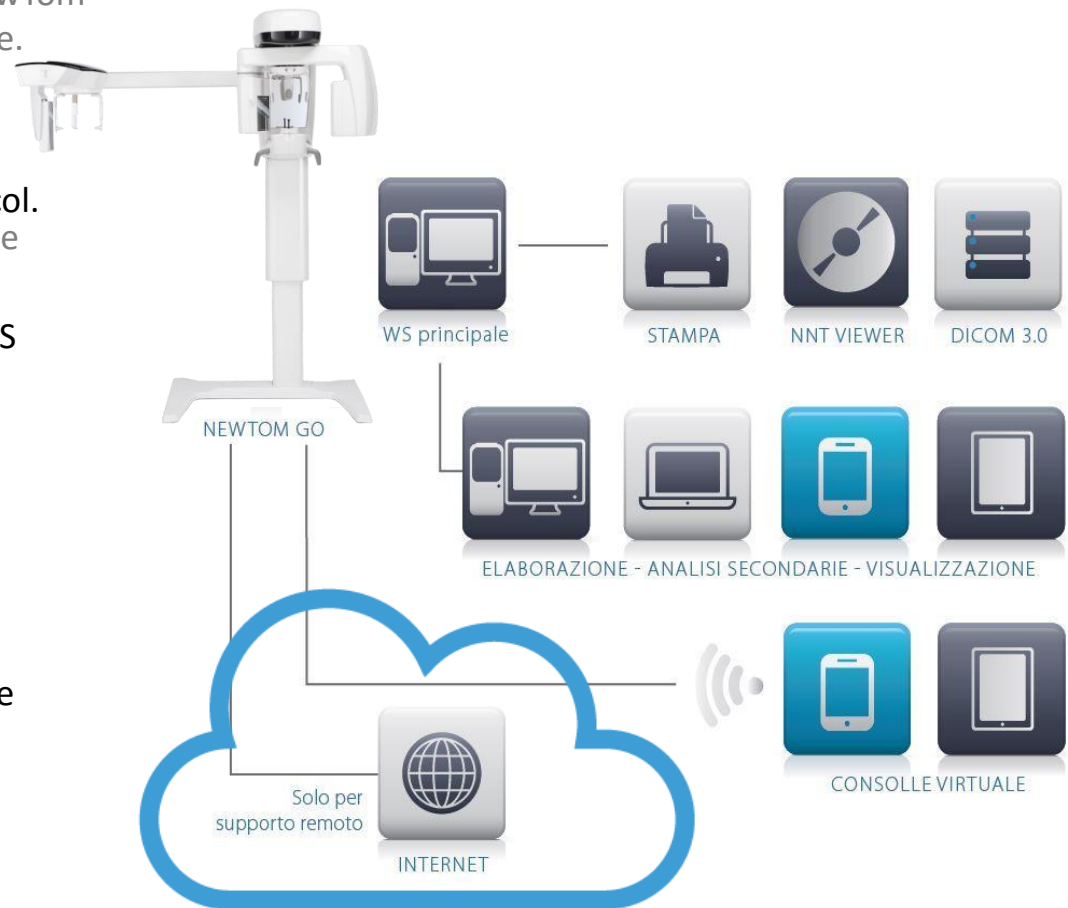 e.
col.
e
S
WS principale
STAMPA
NNT VIEWER
DICOM 3.0
NEWTOM GO
ELABORAZIONE - ANALISI SECONDARIE - VISUALIZZAZIONE
e
CONSOLLE VIRTUALE
Solo per
supporto remoto
INTERNET